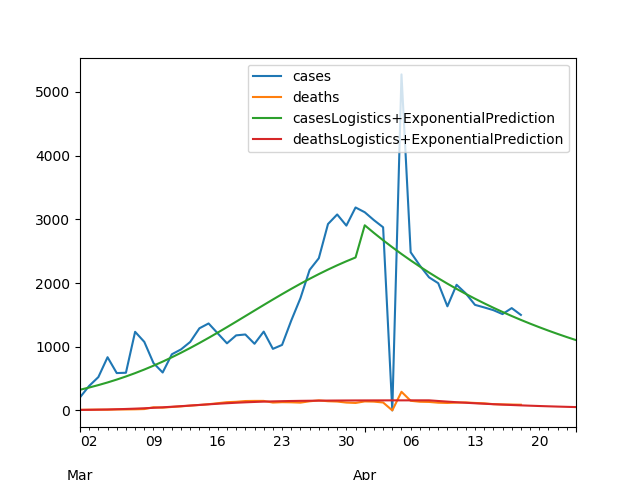 cases
deaths
casesLogistics+ExponentialPrediction
deathsLogistics+ExponentialPrediction
5000
4000
3000
2000
1000
0
02 09 16 23 30 06 13 20
Mar Apr